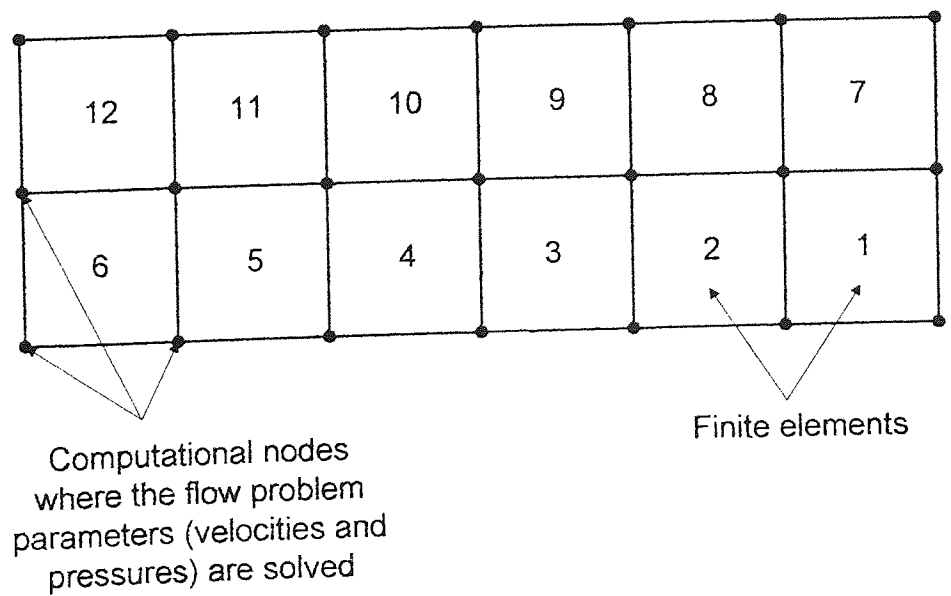 12 11 10 9 8 7
6 5 4 3 2 1
Finite elements
Computational nodes
where the flow problem
parameters (velocities and
pressures) are solved